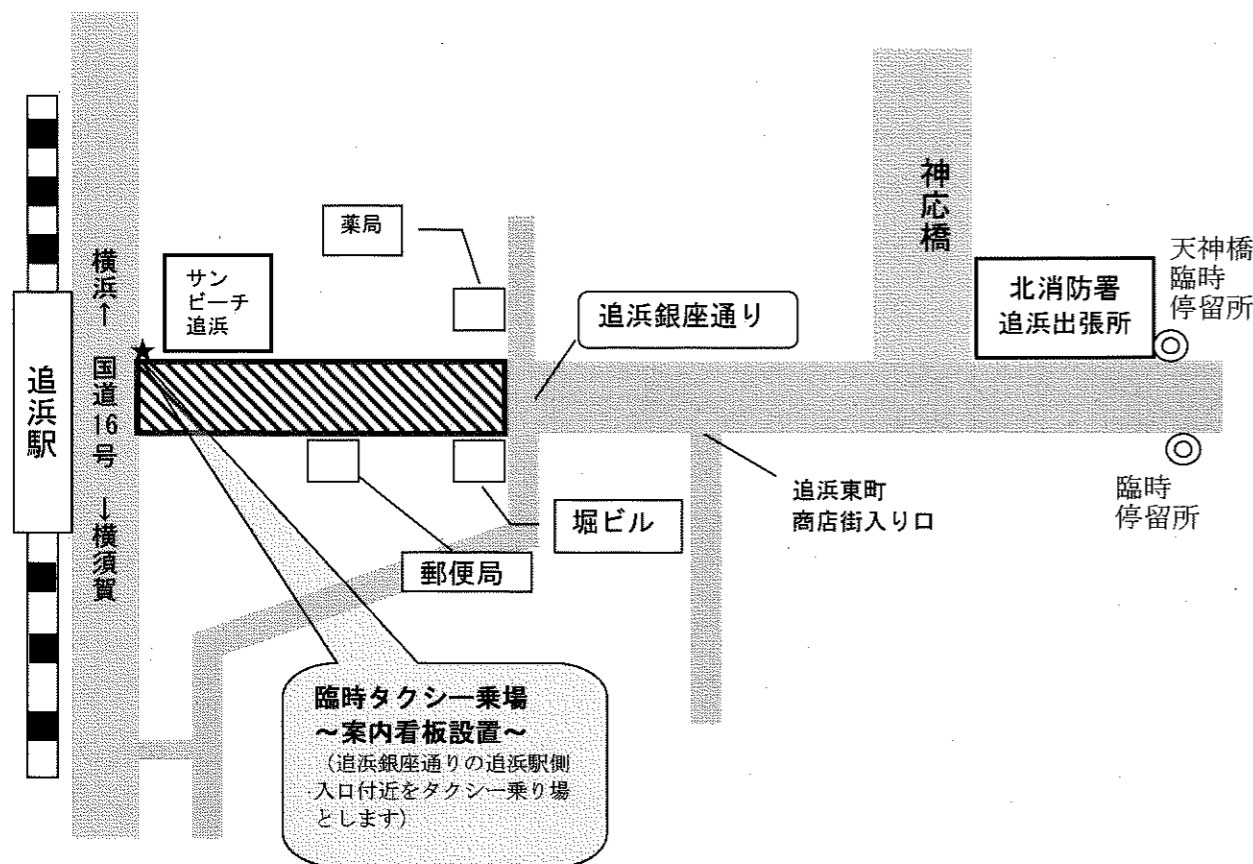 追浜駅
横浜↑ 国道16号 ↓横須賀
サン
ビーチ
追浜
薬局
追浜銀座通り
神応橋
北消防署
追浜出張所
天神橋
臨時
停留所
臨時
停留所
追浜東町
商店街入り口
堀ビル
郵便局
臨時タクシー乗場
～案内看板設置～
（追浜銀座通りの追浜駅側
入口付近をタクシー乗り場
とします）